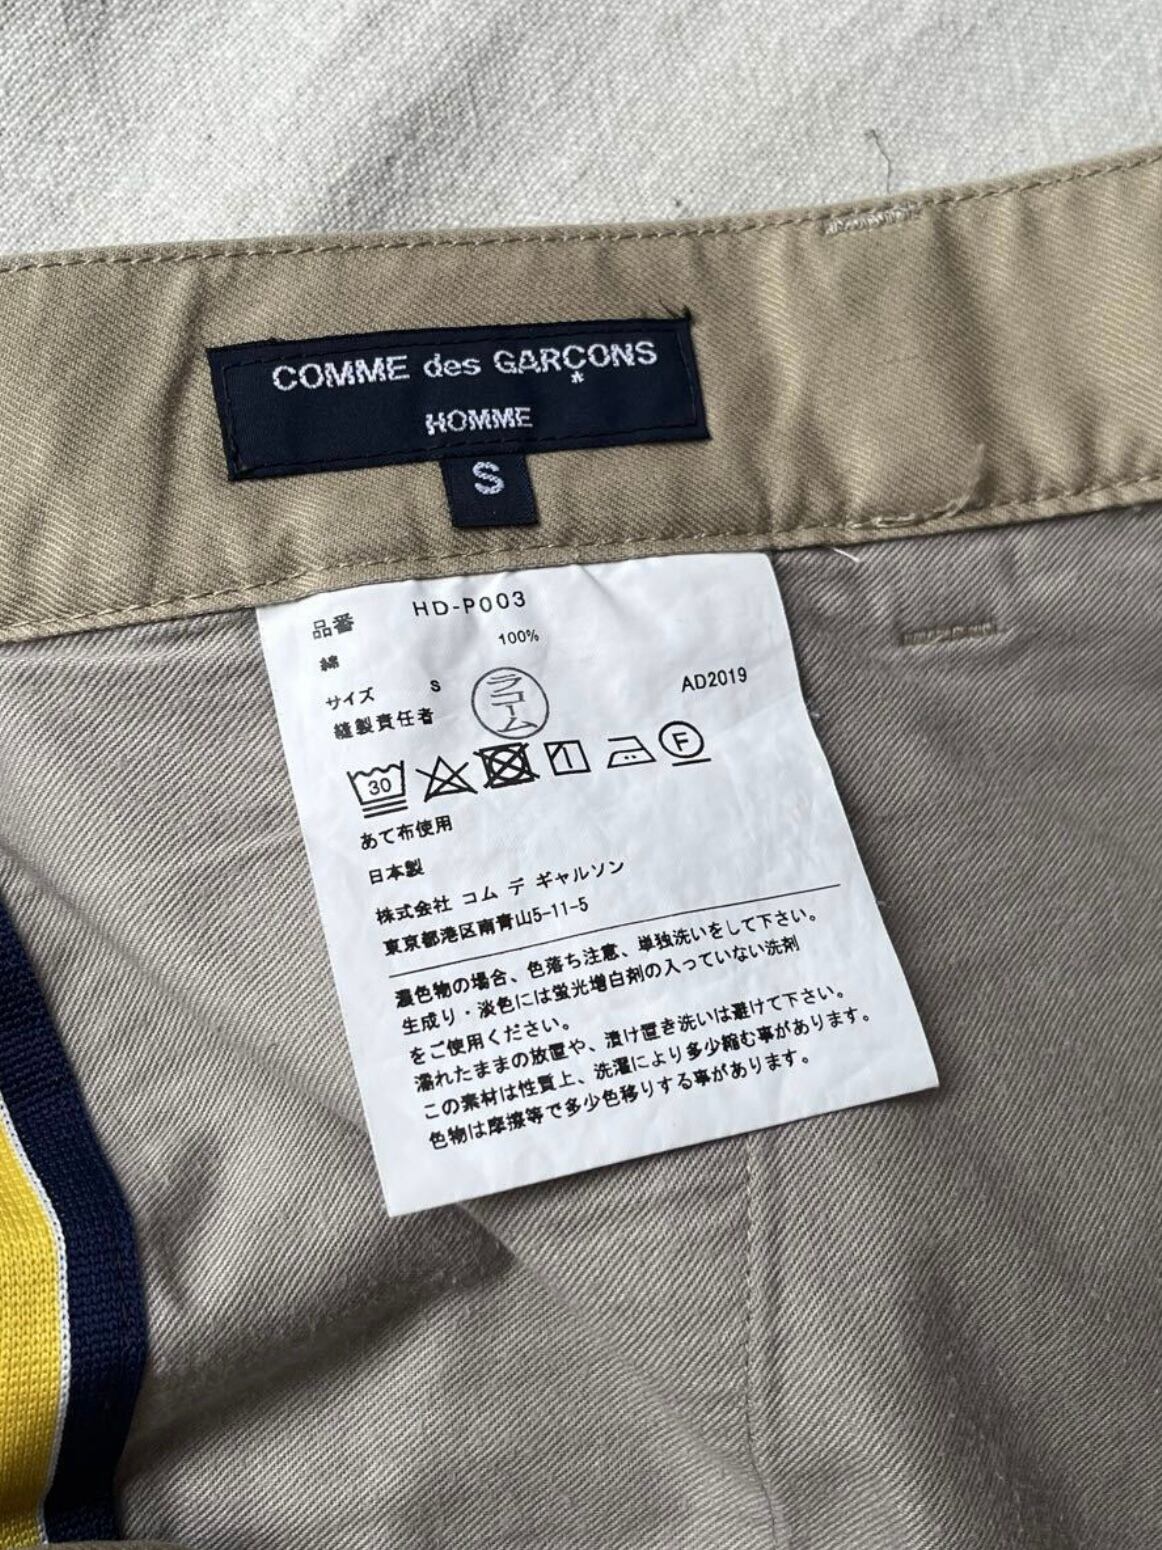 COMME des GARÇONS
HOMME
S
品番 HD-P003
綿 100%
サイズ S
縫製責任者 ラコーム AD2019
30 F
あて布使用
日本製
株式会社 コム デ ギャルソン
東京都港区南青山5-11-5
濃色物の場合、色落ち注意、単独洗いをして下さい。
生成り・淡色には蛍光増白剤の入っていない洗剤
をご使用ください。
濡れたままの放置や、漬け置き洗いは避けて下さい。
この素材は性質上、洗濯により多少縮む事があります。
色物は摩擦等で多少色移りする事があります。